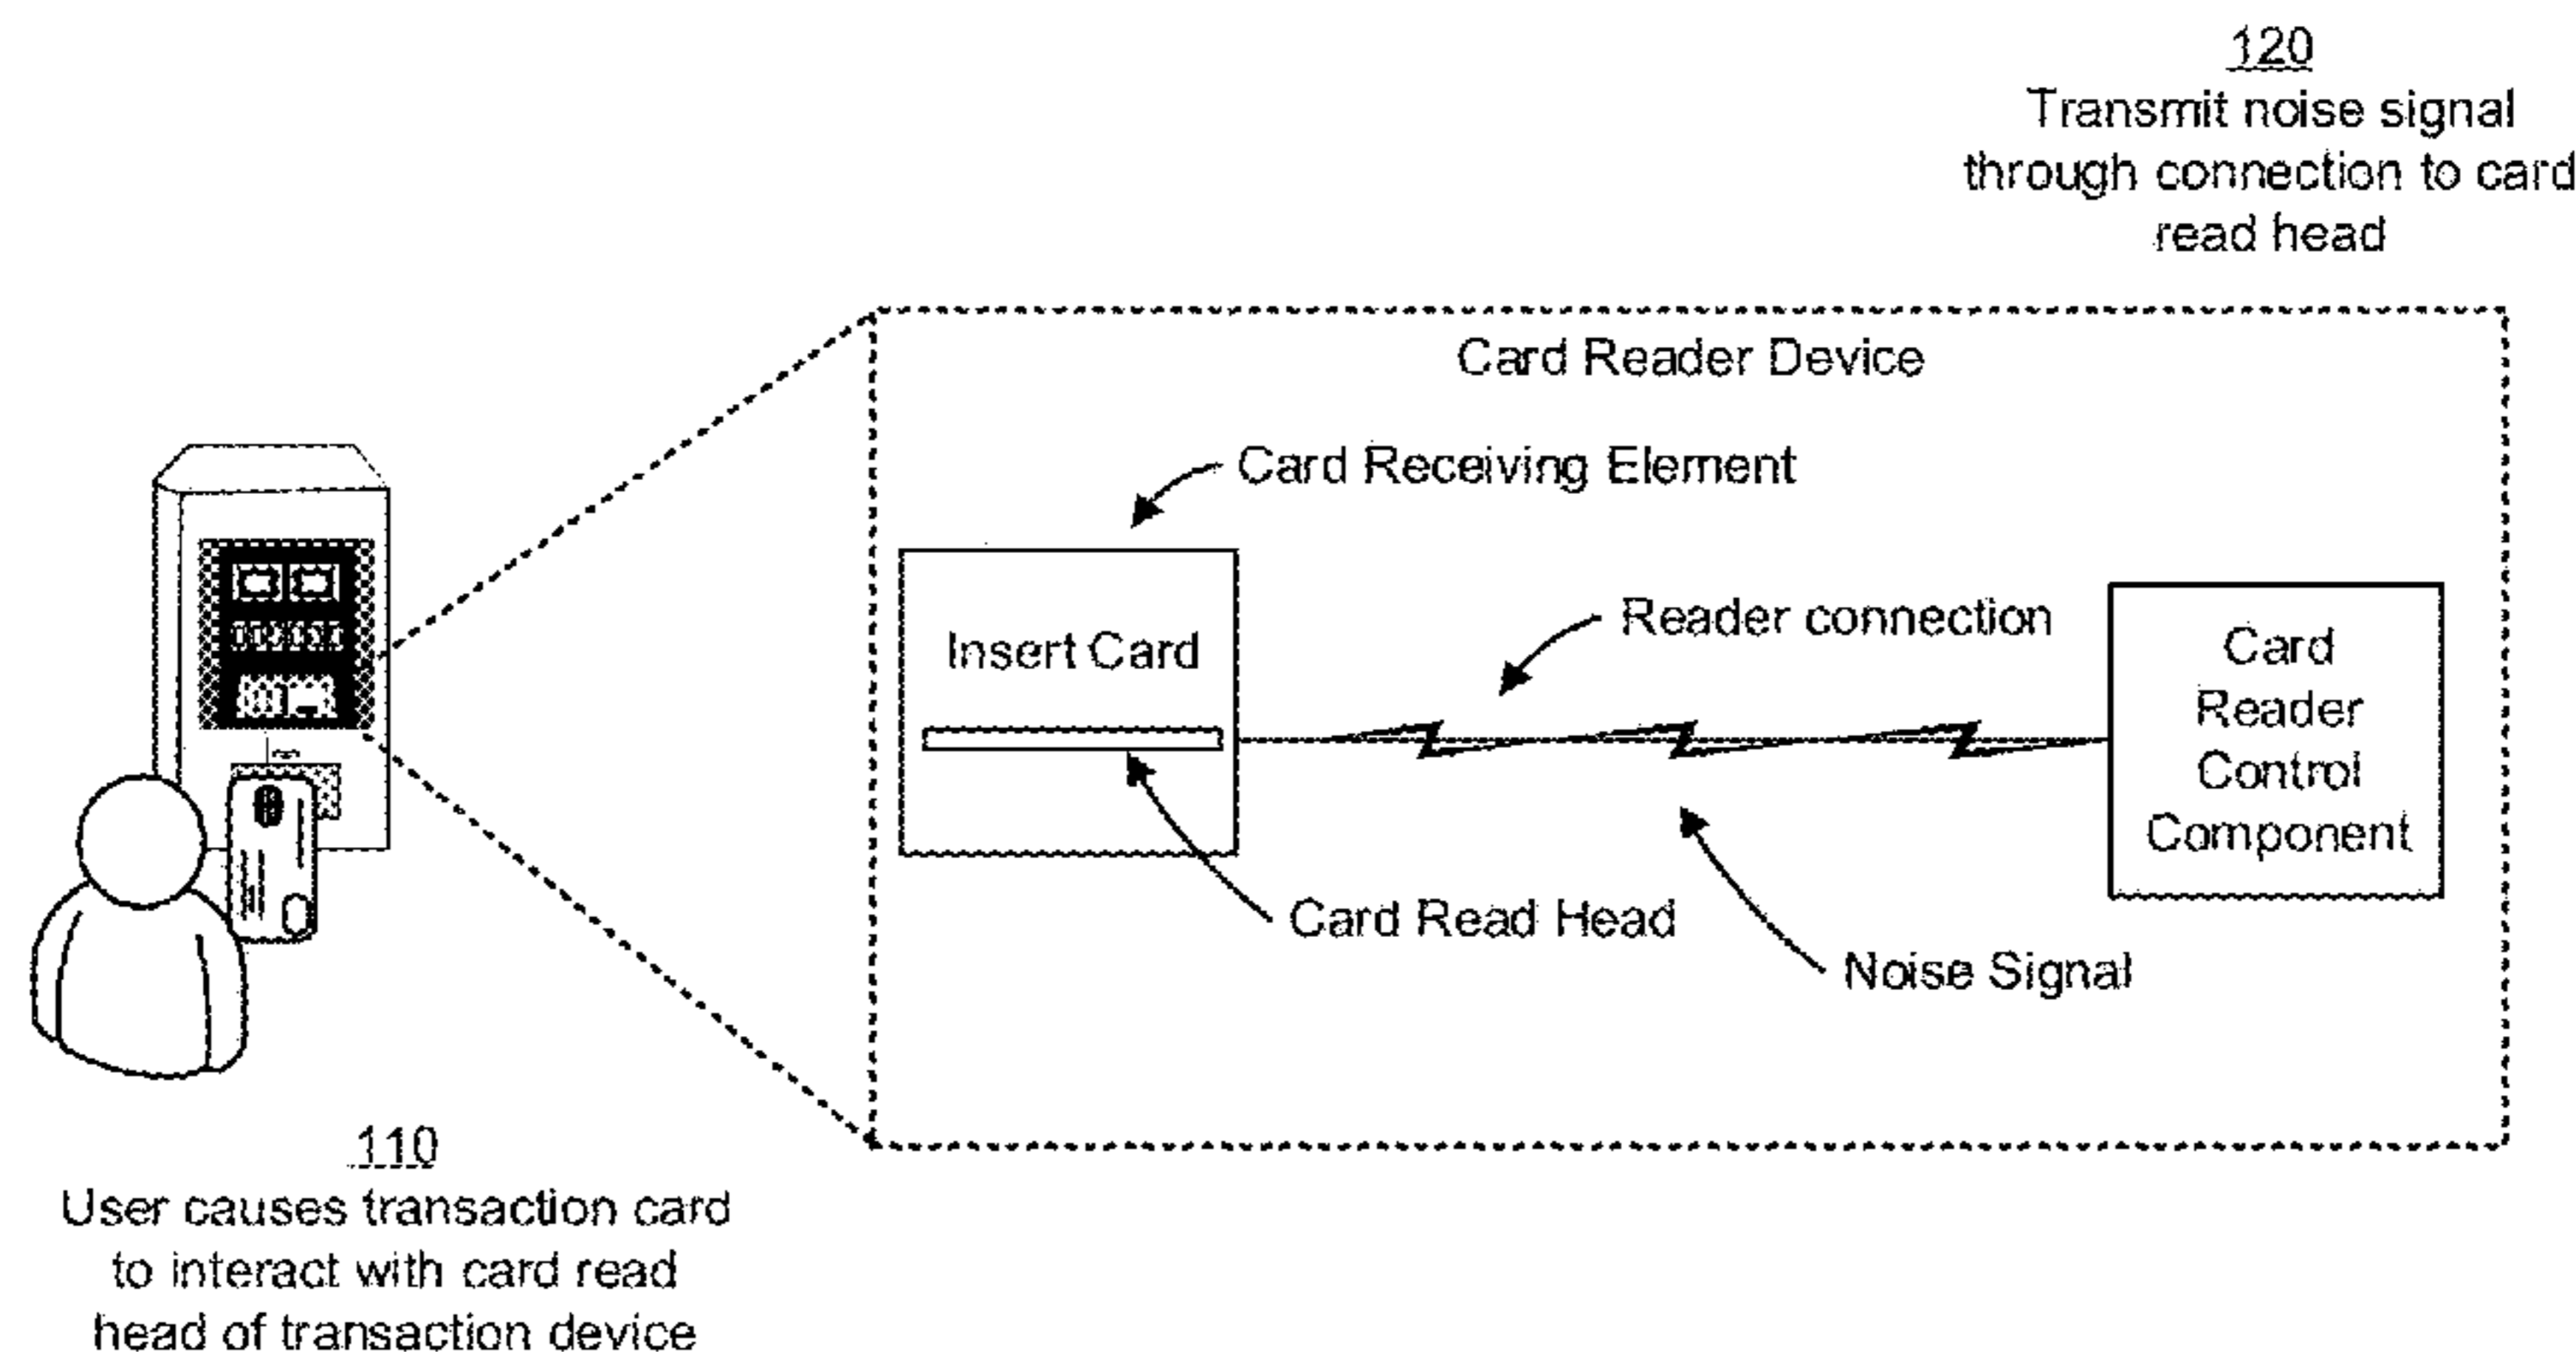 120
Transmit noise signal
through connection to card
read head
Card Reader Device
Card Receiving Element
Reader connection
Insert Card
Card
Reader
Control
Component
Card Read Head
Noise Signal
110
User causes transaction card
to interact with card read
head of transaction device